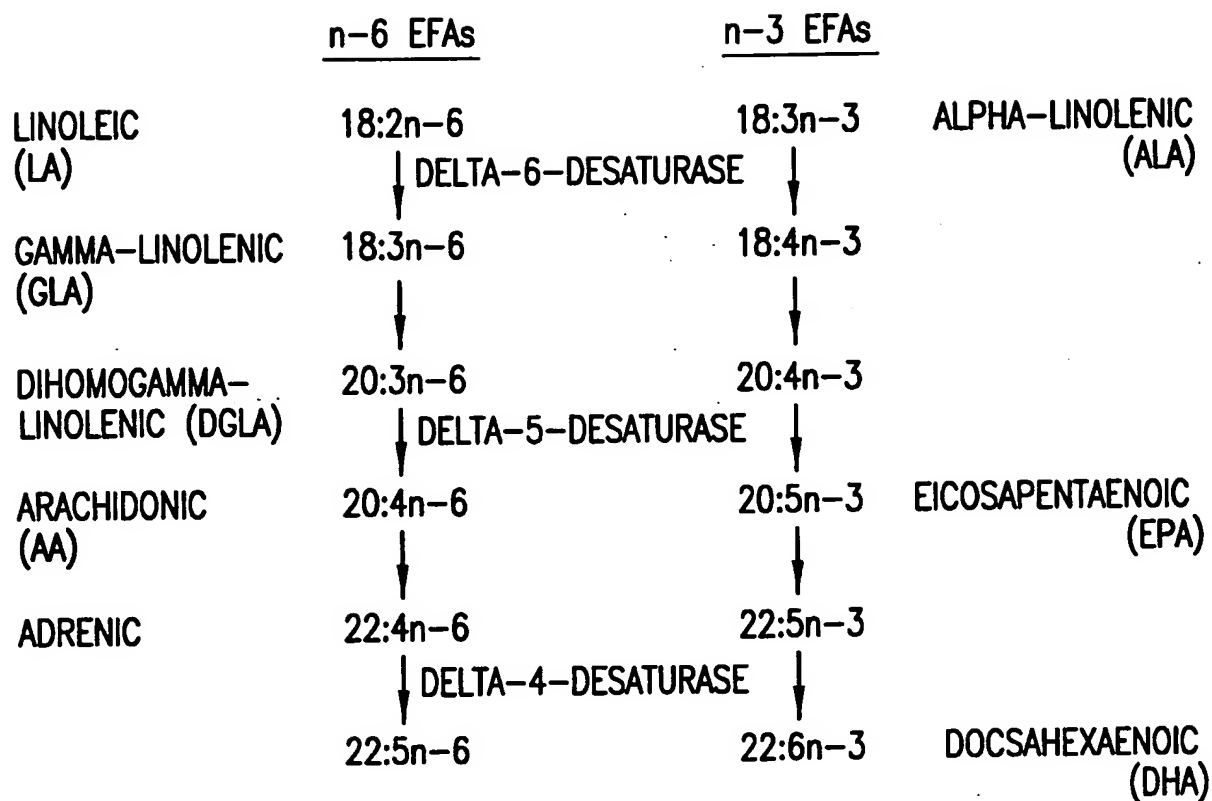 n-6 EFAs n-3 EFAs
LINOLEIC 18:2n-6 18:3n-3 ALPHA-LINOLENIC
(LA) DELTA-6-DESATURASE (ALA)
GAMMA-LINOLENIC 18:3n-6 18:4n-3
(GLA)
DIHOMOGAMMA- 20:3n-6 20:4n-3
LINOLENIC (DGLA) DELTA-5-DESATURASE
ARACHIDONIC 20:4n-6 20:5n-3 EICOSAPENTAENOIC
(AA) (EPA)
ADRENIC 22:4n-6 22:5n-3
DELTA-4-DESATURASE
22:5n-6 22:6n-3 DOCSAHEXAENOIC
(DHA)